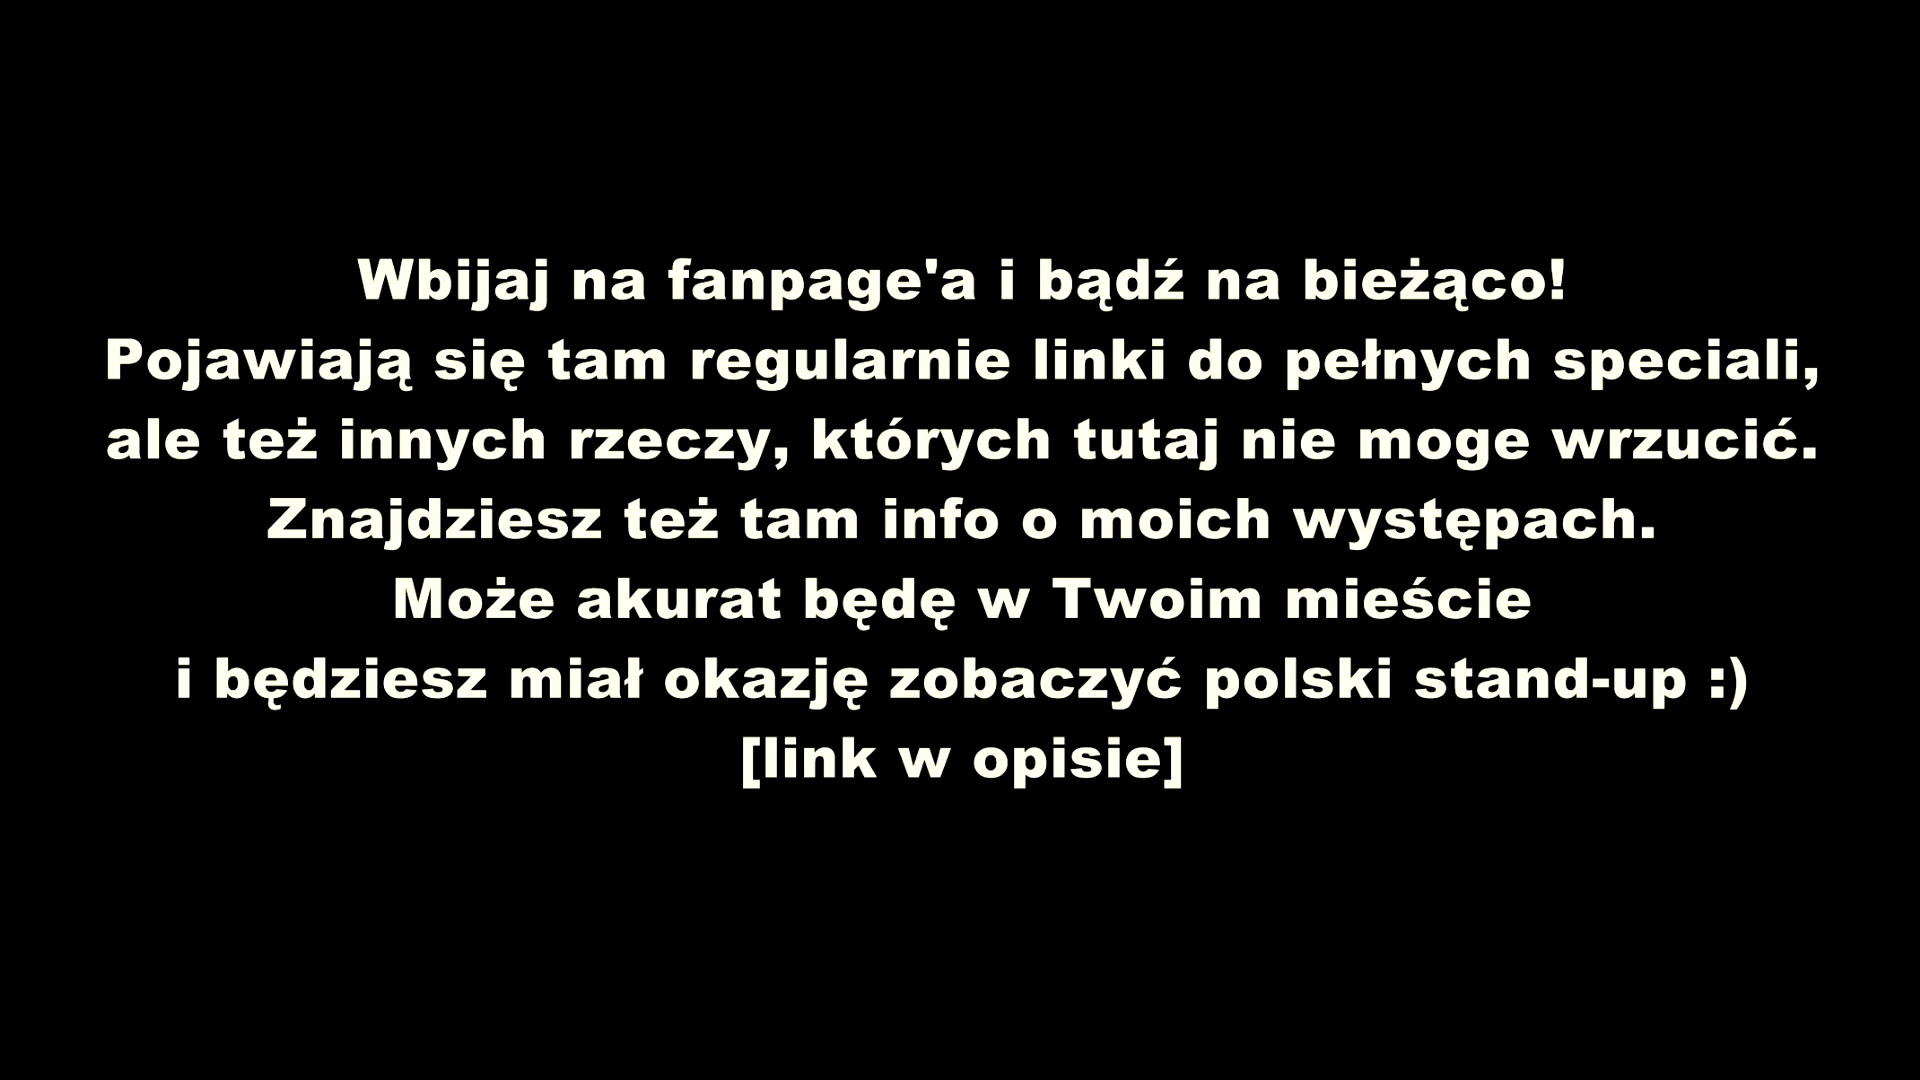 Wbijaj na fanpage'a i bądź na bieżąco!
Pojawiają się tam regularnie linki do pełnych speciali,
ale też innych rzeczy, których tutaj nie moge wrzucić.
Znajdziesz też tam info o moich występach.
Może akurat będę w Twoim mieście
i będziesz miał okazję zobaczyć polski stand-up :)
[link w opisie]